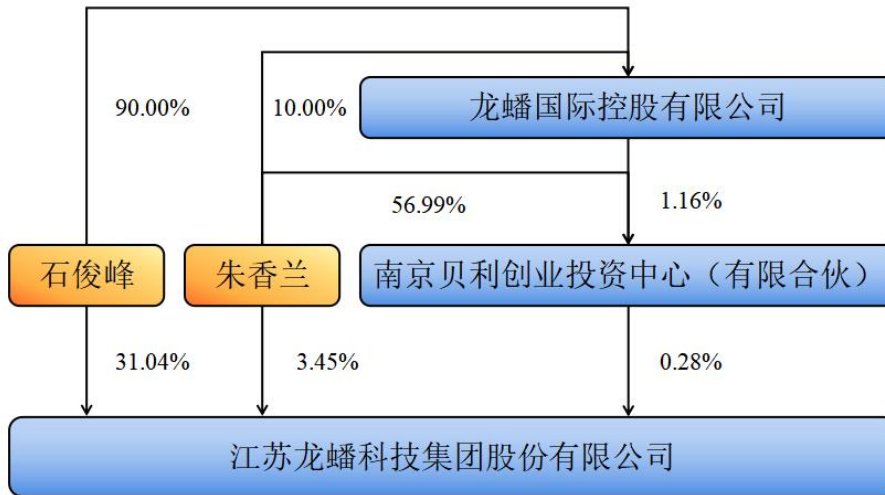 90.00%
10.00%
龙蟠国际控股有限公司
56.99%
1.16%
石俊峰
朱香兰
南京贝利创业投资中心（有限合伙）
31.04%
3.45%
0.28%
江苏龙蟠科技集团股份有限公司